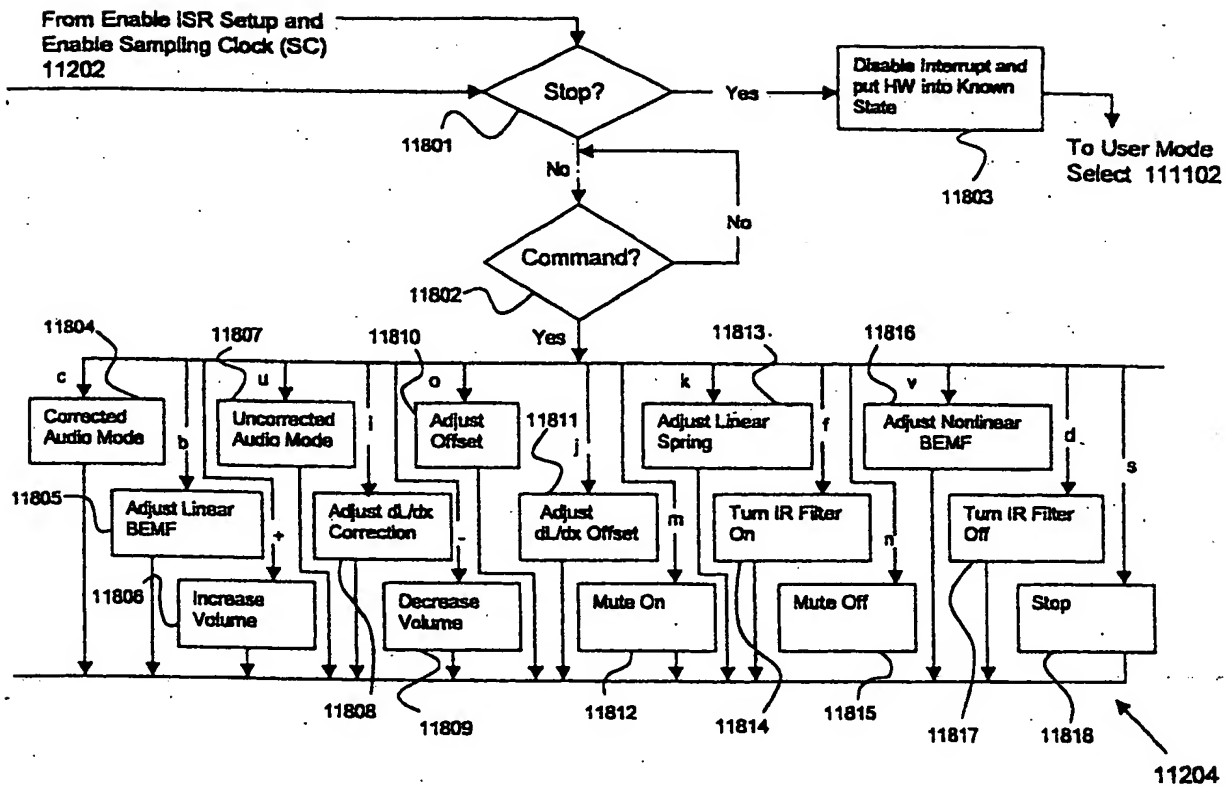 From Enable ISR Setup and
Enable Sampling Clock (SC)
11202
Stop?
Yes
Disable Interrupt and
put HW into Known
State
11801
11803
To User Mode
Select 111102
No
No
Command?
11802
Yes
11804
11807
11810
11813
11816
c
u
o
k
v
Corrected
Audio Mode
Uncorrected
Audio Mode
Adjust
Offset
Adjust Linear
Spring
Adjust Nonlinear
BEMF
b
i
j
f
d
s
11811
11805
Adjust Linear
BEMF
Adjust dL/dx
Correction
Adjust
dL/dx Offset
Turn IR Filter
On
Turn IR Filter
Off
+
-
m
n
11806
Increase
Volume
Decrease
Volume
Mute On
Mute Off
Stop
11808
11809
11812
11814
11815
11817
11818
11204